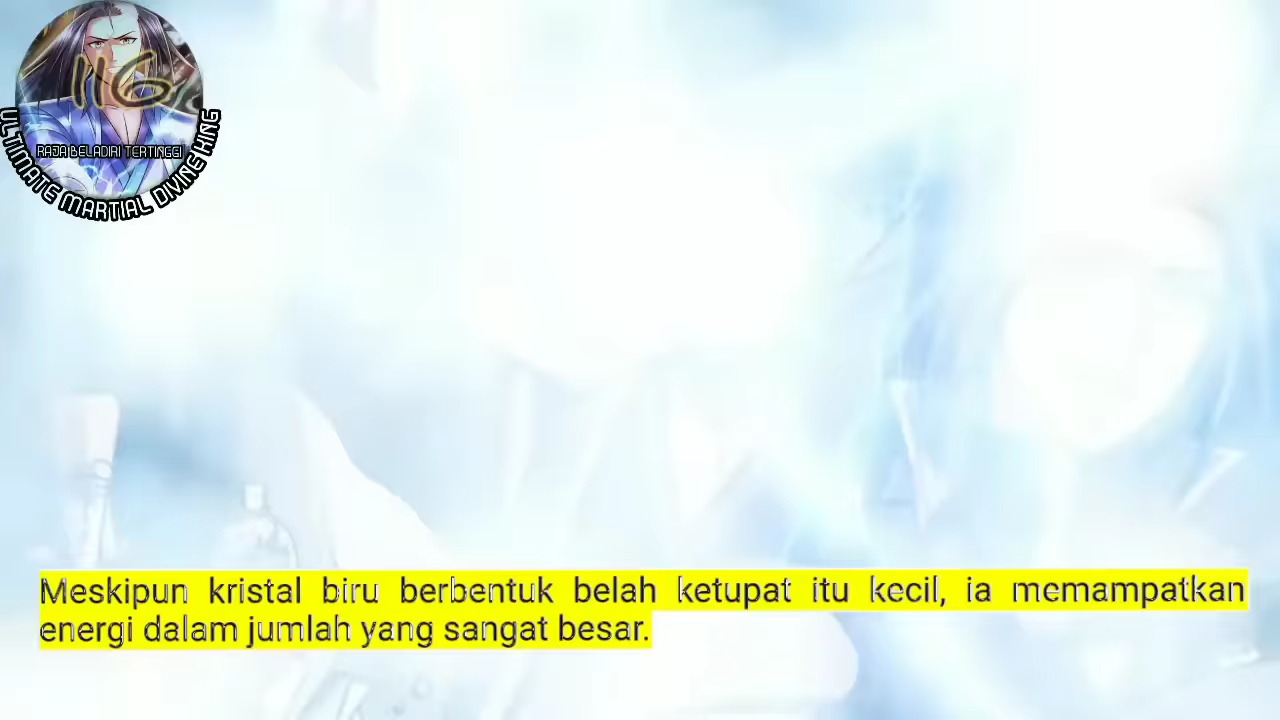 116
RAJA BELADIRI TERTINGGI
ULTIMATE MARTIAL DIVINE KING
Meskipun kristal biru berbentuk belah ketupat itu kecil, ia memampatkan
energi dalam jumlah yang sangat besar.